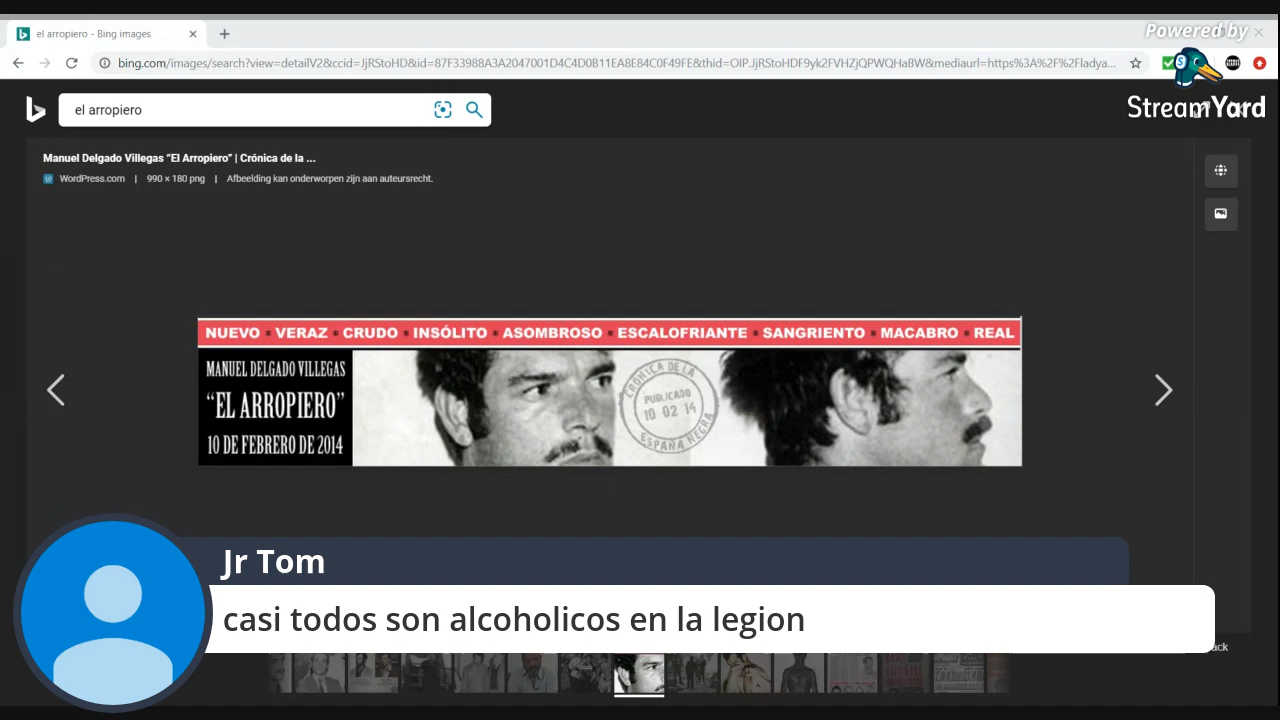 el arropiero - Bing images
Powered by
bing.com/images/search?view=detailV2&ccid=JjRStoHD&id=87F33988A3A2047001D4C4D0B11EA8E84C0F49FE&thid=OIP.JjRStoHDF9yk2FVHZjQPWQHaBW&mediaurl=https%3A%2F%2Fladya...
StreamYard
el arropiero
Manuel Delgado Villegas "El Arropiero" | Crónica de la ...
WordPress.com | 990 × 180 png | Afbeelding kan onderworpen zijn aan auteursrecht.
NUEVO * VERAZ * CRUDO * INSÓLITO * ASOMBROSO * ESCALOFRIANTE * SANGRIENTO * MACABRO * REAL
MANUEL DELGADO VILLEGAS
"EL ARROPIERO"
10 DE FEBRERO DE 2014
CRÓNICA DE LA
PUBLICADO
10 02 14
ESPAÑA NEGRA
Jr Tom
casi todos son alcoholicos en la legion